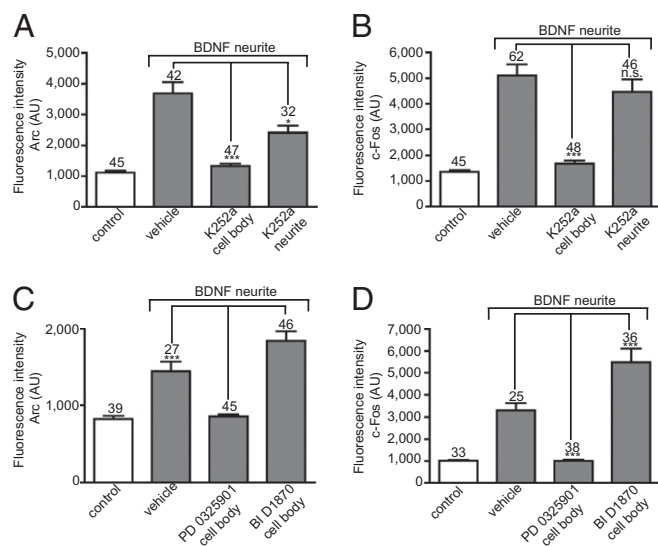 A
BDNF neurite
Fluorescence intensity
Arc (AU)
5,000
4,000
3,000
2,000
1,000
0
45
42
47
***
32
*
control
vehicle
K252a
cell body
K252a
neurite
B
BDNF neurite
Fluorescence intensity
c-Fos (AU)
6,000
5,000
4,000
3,000
2,000
1,000
0
45
62
48
***
46
n.s.
control
vehicle
K252a
cell body
K252a
neurite
C
BDNF neurite
Fluorescence intensity
Arc (AU)
2,000
1,000
0
39
27
***
45
46
control
vehicle
PD 0325901
cell body
BI D1870
cell body
D
BDNF neurite
Fluorescence intensity
c-Fos (AU)
7,000
6,000
5,000
4,000
3,000
2,000
1,000
0
33
25
38
***
36
***
control
vehicle
PD 0325901
cell body
BI D1870
cell body